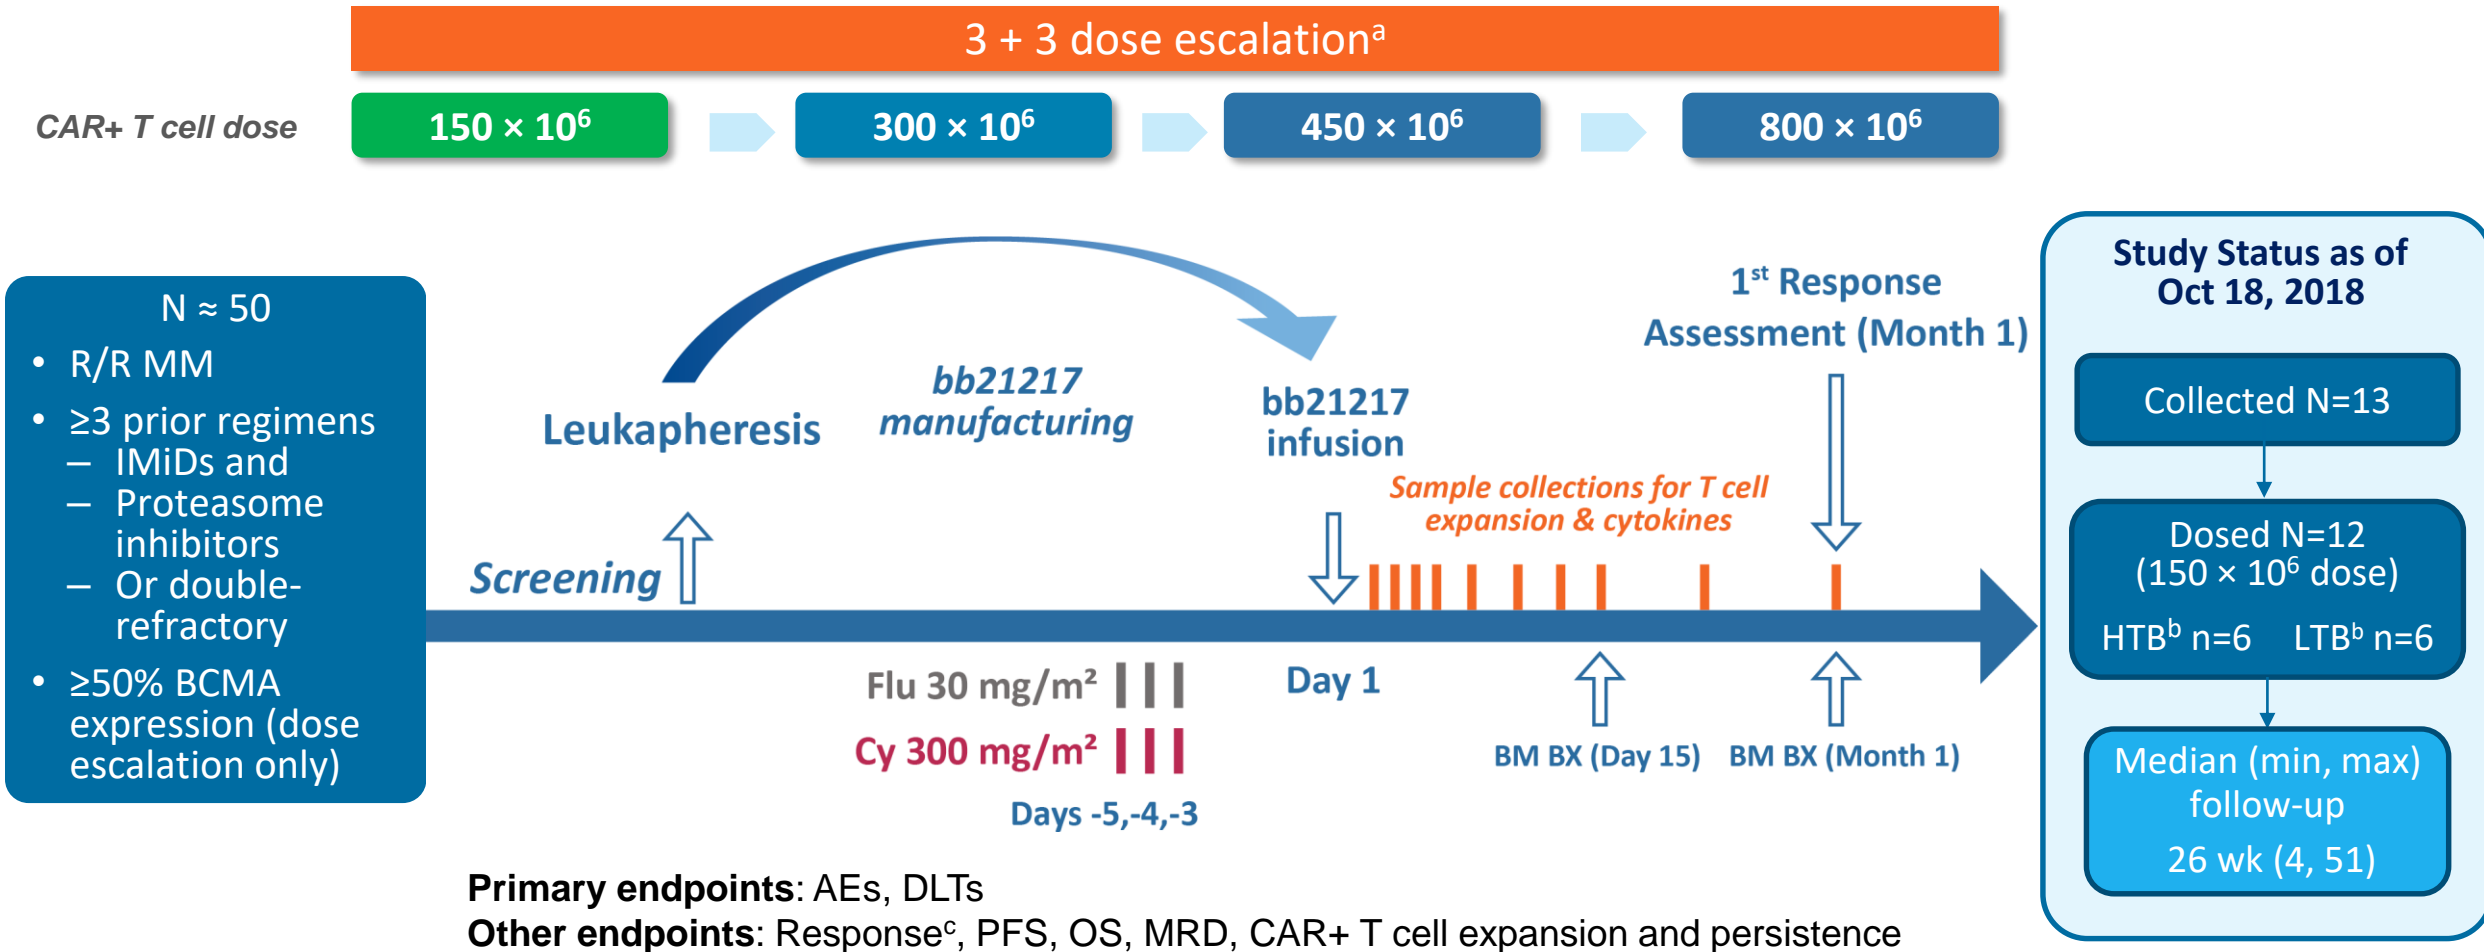 3 + 3 dose escalationᵃ
CAR+ T cell dose
150 × 10⁶
300 × 10⁶
450 × 10⁶
800 × 10⁶
N ≈ 50
• R/R MM
• ≥3 prior regimens
– IMiDs and
– Proteasome
inhibitors
– Or double-
refractory
• ≥50% BCMA
expression (dose
escalation only)
Screening
Leukapheresis
bb21217
manufacturing
bb21217
infusion
Sample collections for T cell
expansion & cytokines
1ˢᵗ Response
Assessment (Month 1)
Flu 30 mg/m²
Cy 300 mg/m²
Days -5,-4,-3
Day 1
BM BX (Day 15)
BM BX (Month 1)
Study Status as of
Oct 18, 2018
Collected N=13
Dosed N=12
(150 × 10⁶ dose)
HTBᵇ n=6 LTBᵇ n=6
Median (min, max)
follow-up
26 wk (4, 51)
Primary endpoints: AEs, DLTs
Other endpoints: Responseᶜ, PFS, OS, MRD, CAR+ T cell expansion and persistence